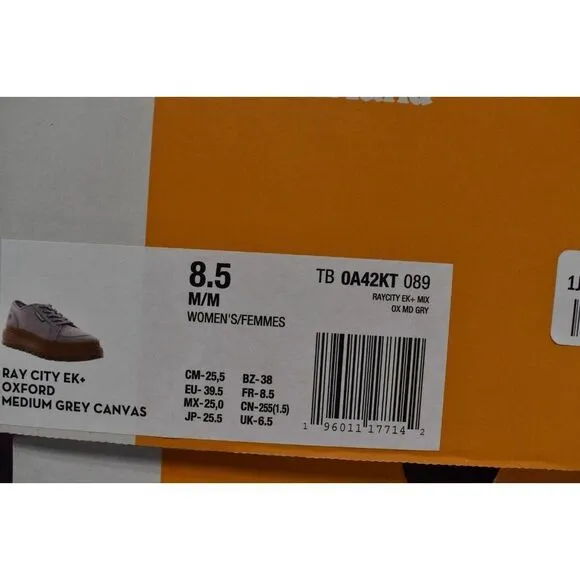 8.5
M/M
WOMEN'S/FEMMES
TB 0A42KT 089
RAYCITY EK+ MIX
OX MD GRY
RAY CITY EK+
OXFORD
MEDIUM GREY CANVAS
CM-25,5 BZ-38
EU- 39.5 FR-8.5
MX-25,0 CN-255(1.5)
JP- 25.5 UK-6.5
1 96011 17714 2